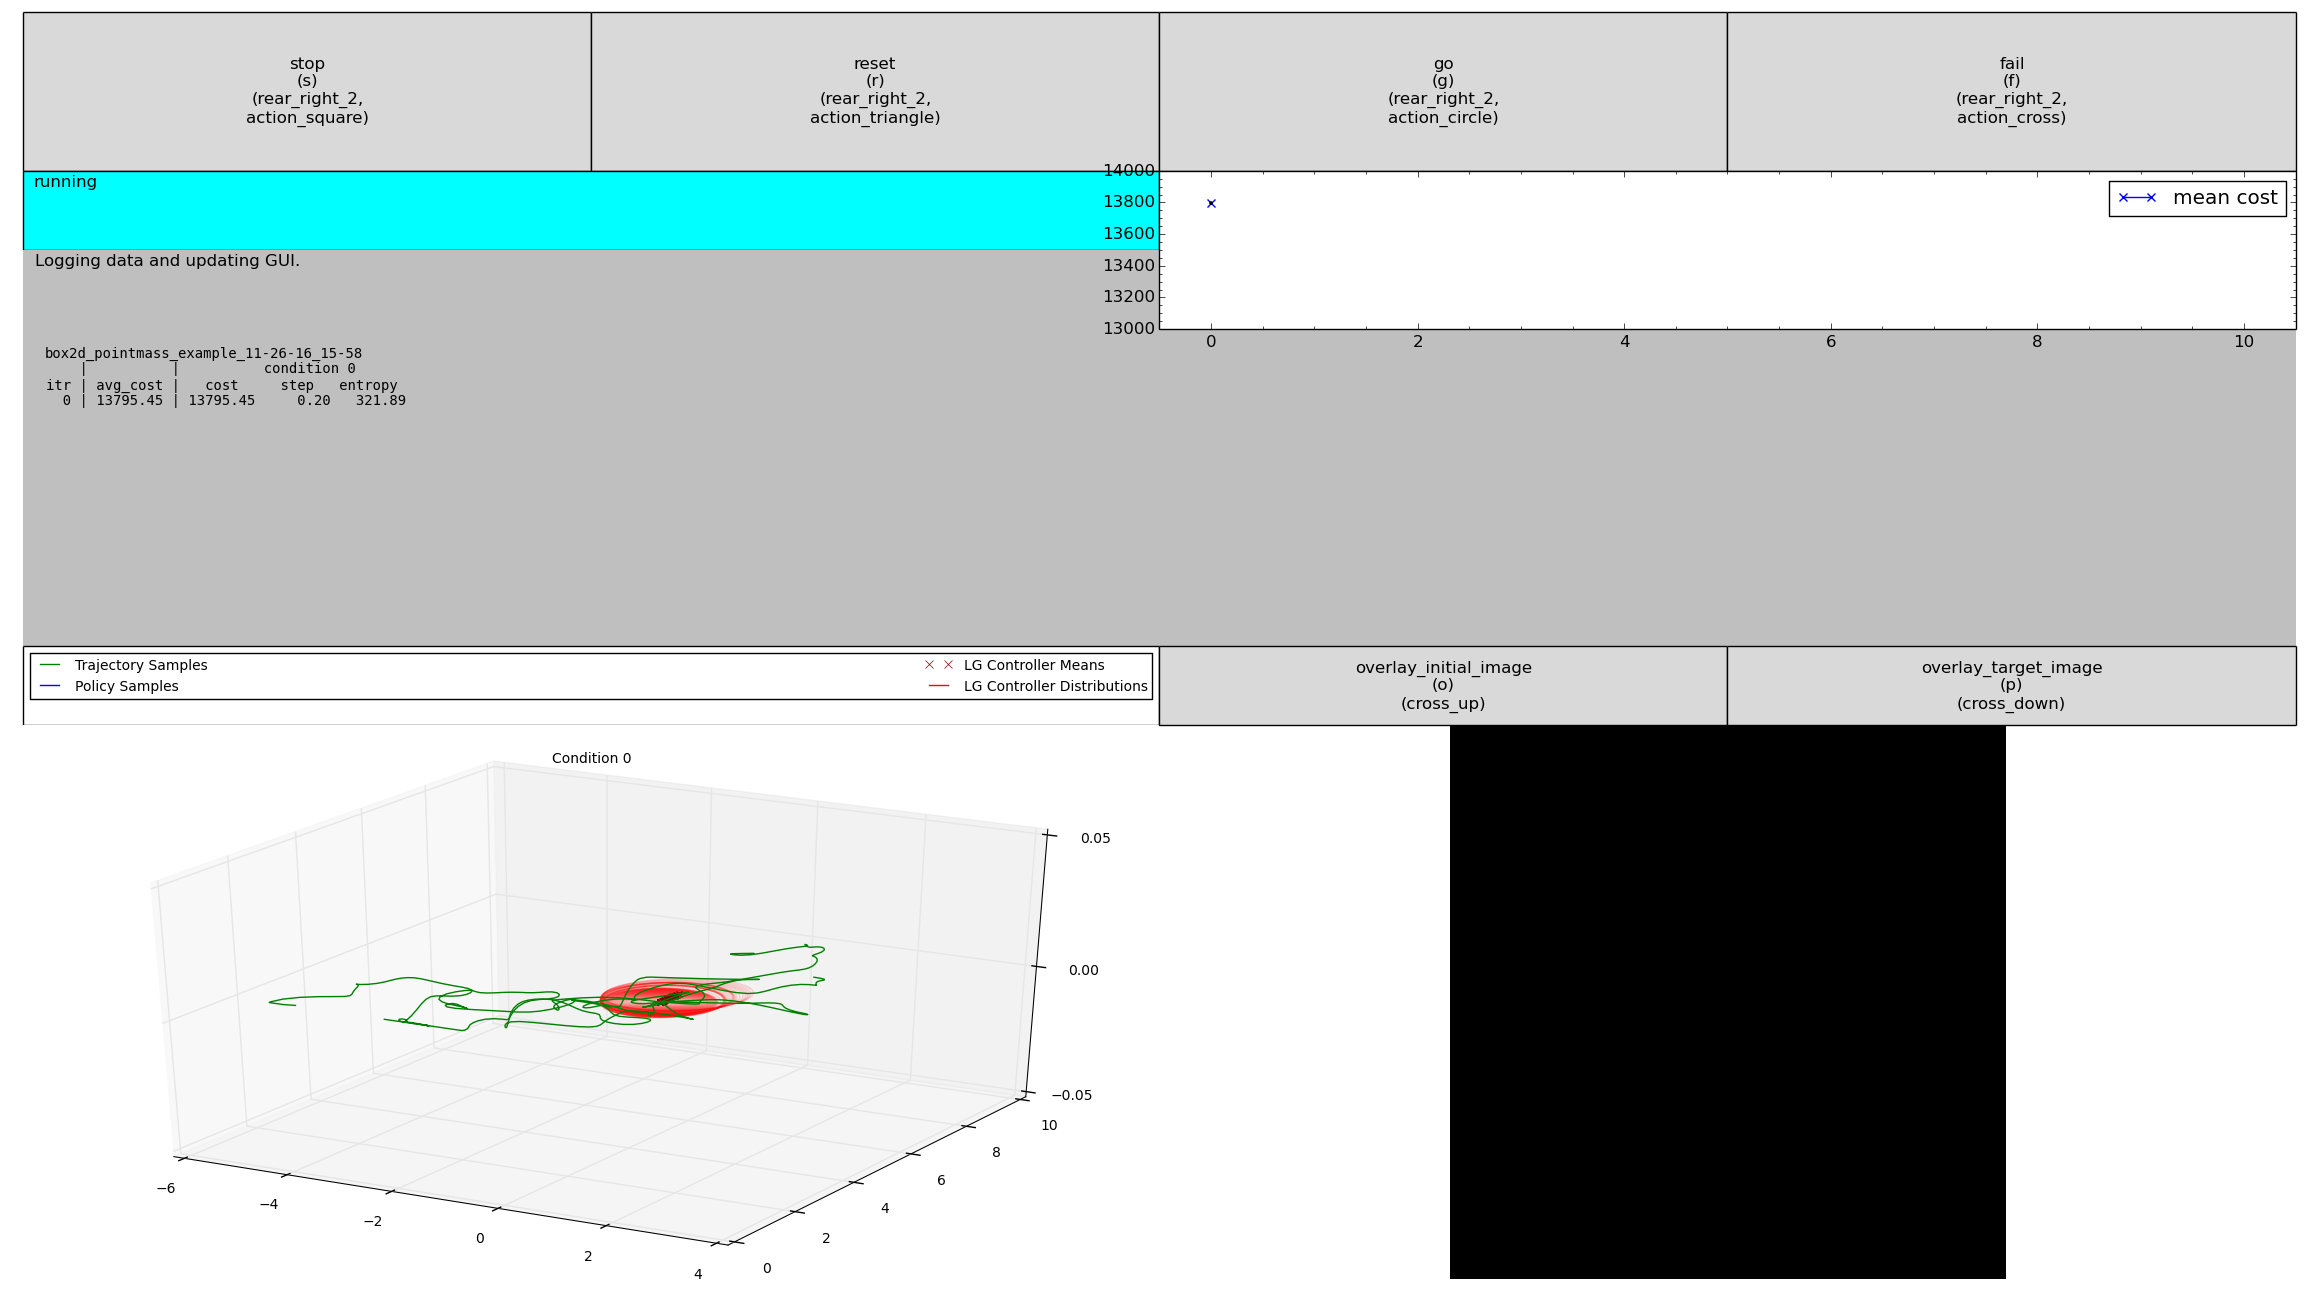 stop
(s)
(rear_right_2,
action_square)
reset
(r)
(rear_right_2,
action_triangle)
go
(g)
(rear_right_2,
action_circle)
fail
(f)
(rear_right_2,
action_cross)
running
14000
13800
13600
13400
13200
13000
mean cost
0 2 4 6 8 10
Logging data and updating GUI.
box2d_pointmass_example_11-26-16_15-58
| | condition 0
itr | avg_cost | cost step entropy
0 | 13795.45 | 13795.45 0.20 321.89
Trajectory Samples
Policy Samples
LG Controller Means
LG Controller Distributions
overlay_initial_image
(o)
(cross_up)
overlay_target_image
(p)
(cross_down)
Condition 0
0.05
0.00
−0.05
10
8
6
4
2
0
−6
−4
−2
0
2
4